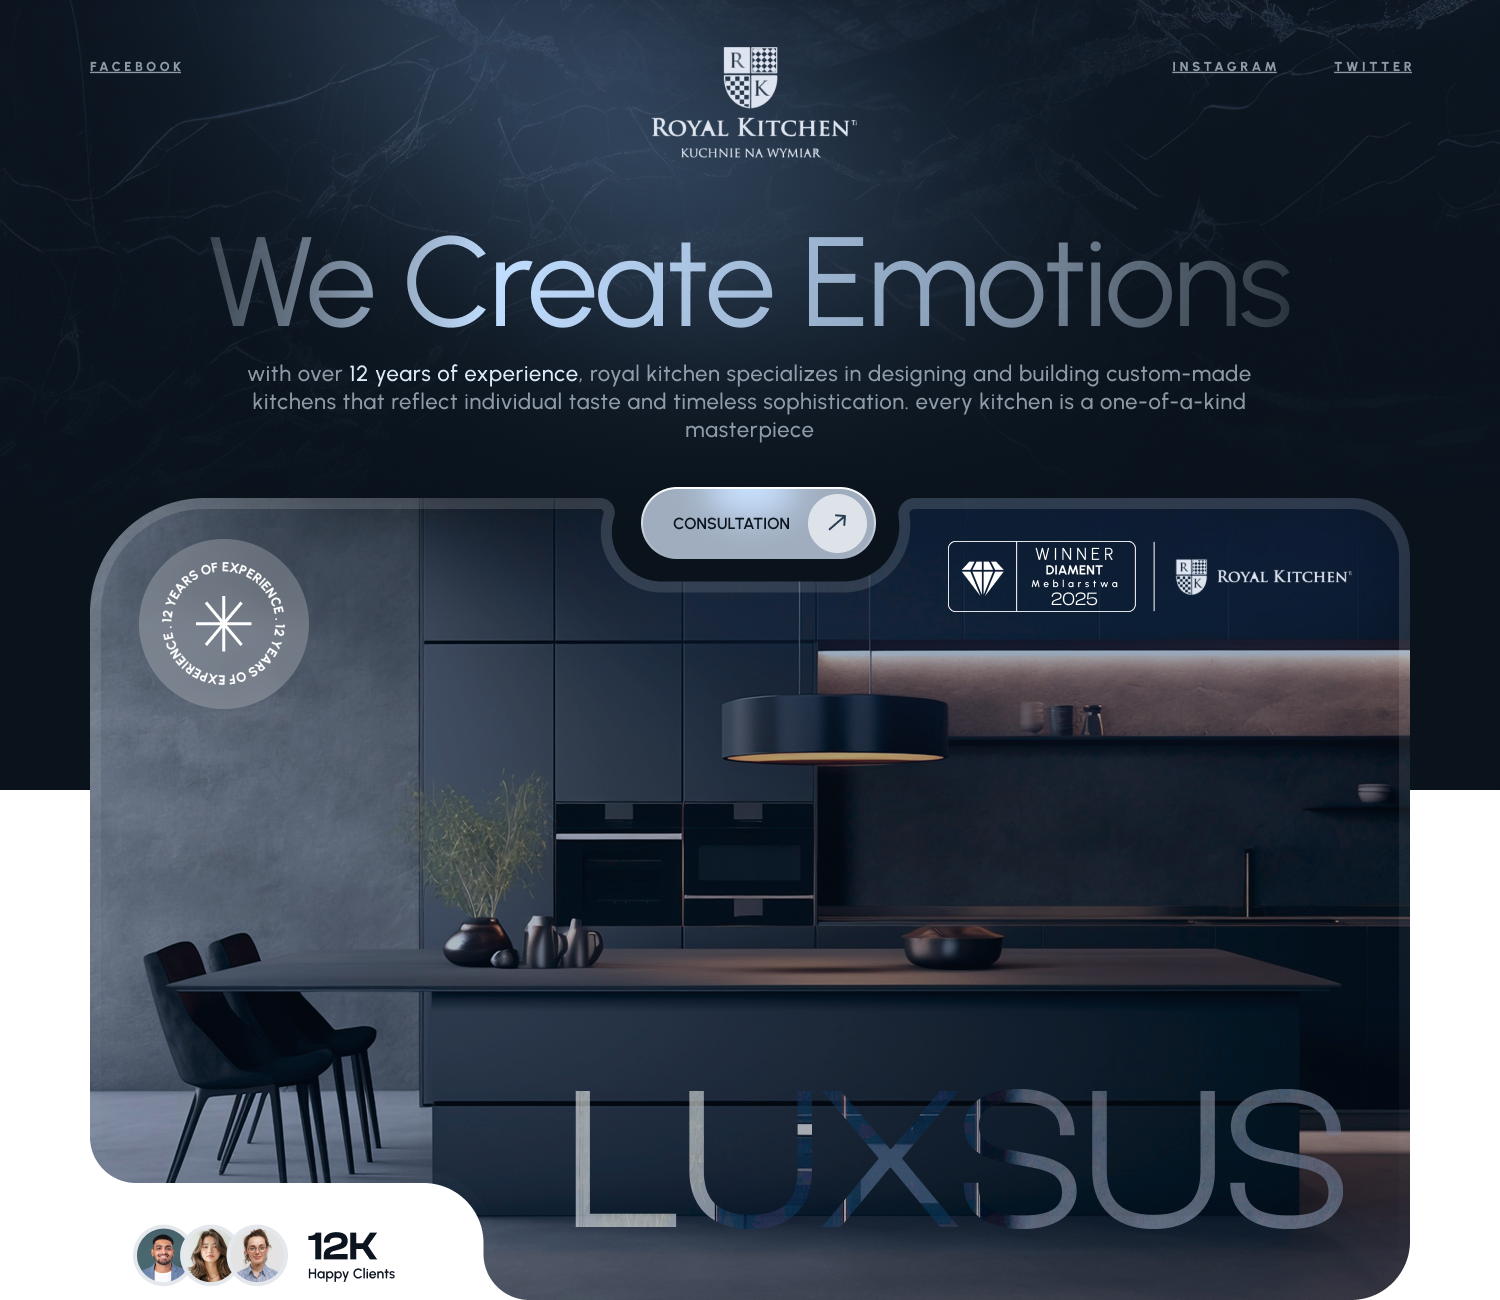 FACEBOOK
R
K
ROYAL KITCHEN
KUCHNIE NA WYMIAR
INSTAGRAM
TWITTER
We Create Emotions
with over 12 years of experience, royal kitchen specializes in designing and building custom-made
kitchens that reflect individual taste and timeless sophistication. every kitchen is a one-of-a-kind
masterpiece
CONSULTATION
12 YEARS OF EXPERIENCE . 12 YEARS OF EXPERIENCE .
WINNER
DIAMENT
Meblarstwa
2025
R
K
ROYAL KITCHEN
LUXSUS
12K
Happy Clients